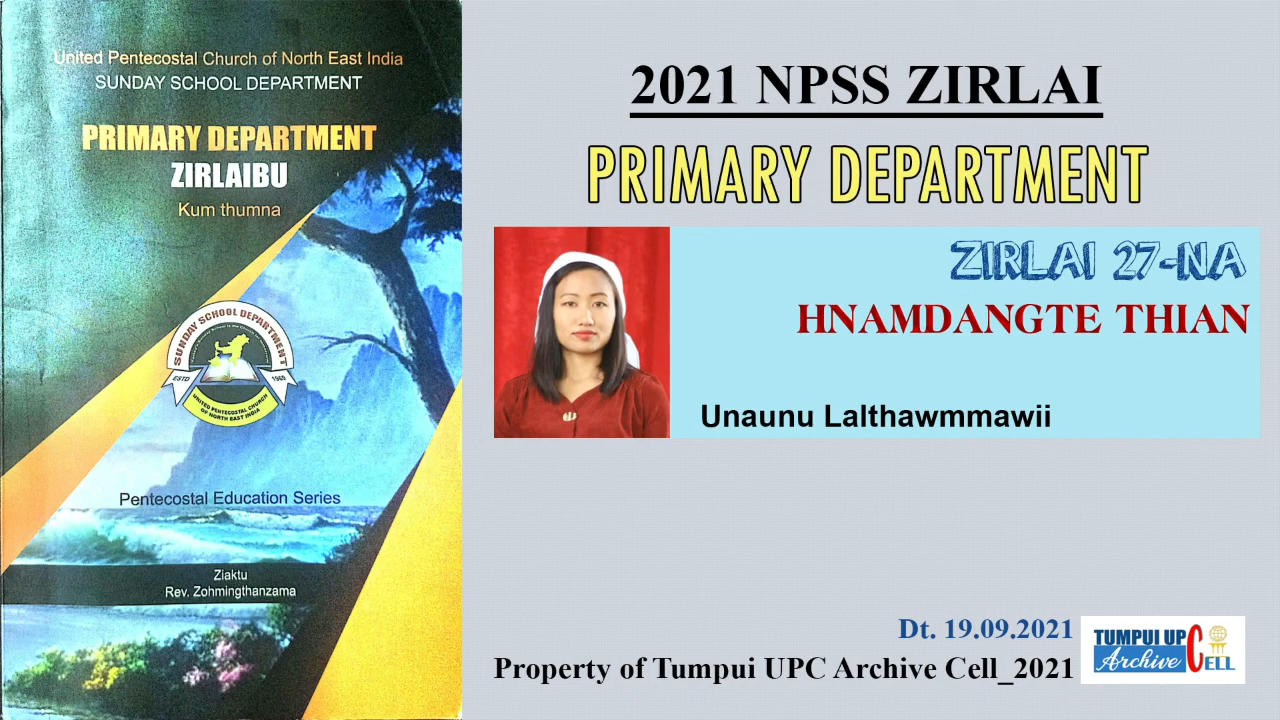 United Pentecostal Church of North East India
SUNDAY SCHOOL DEPARTMENT
PRIMARY DEPARTMENT
ZIRLAIBU
Kum thumna
SUNDAY SCHOOL DEPARTMENT
ESTD 1969
UNITED PENTECOSTAL CHURCH
OF NORTH EAST INDIA
Pentecostal Education Series
Ziaktu
Rev. Zohmingthanzama
2021 NPSS ZIRLAI
PRIMARY DEPARTMENT
ZIRLAI 27-NA
HNAMDANGTE THIAN
Unaunu Lalthawmmawii
Dt. 19.09.2021
Property of Tumpui UPC Archive Cell_2021
TUMPUI UPC
Archive CELL